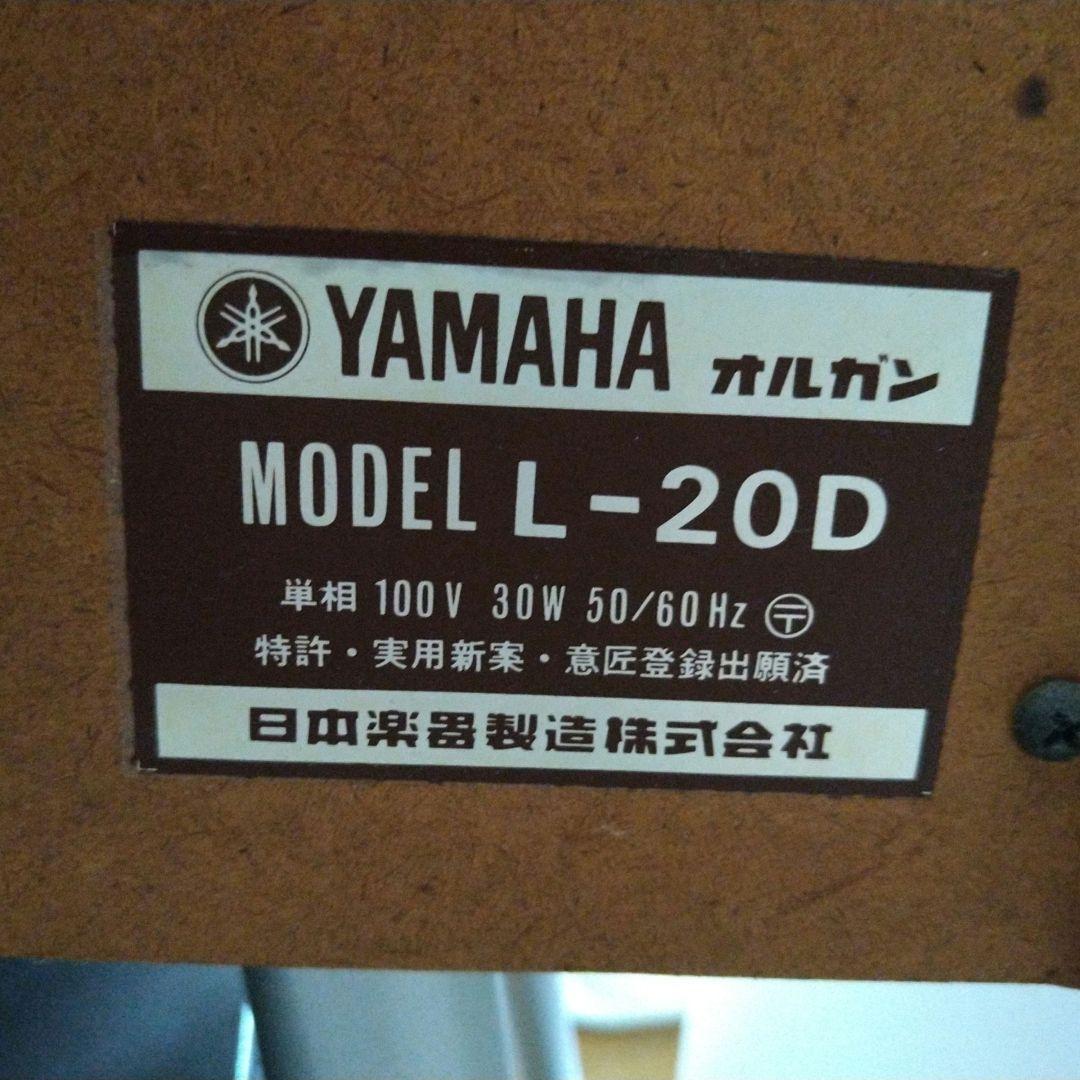 YAMAHA オルガン
MODEL L-20D
単相 100V 30W 50/60Hz 〶
特許・実用新案・意匠登録出願済
日本楽器製造株式会社